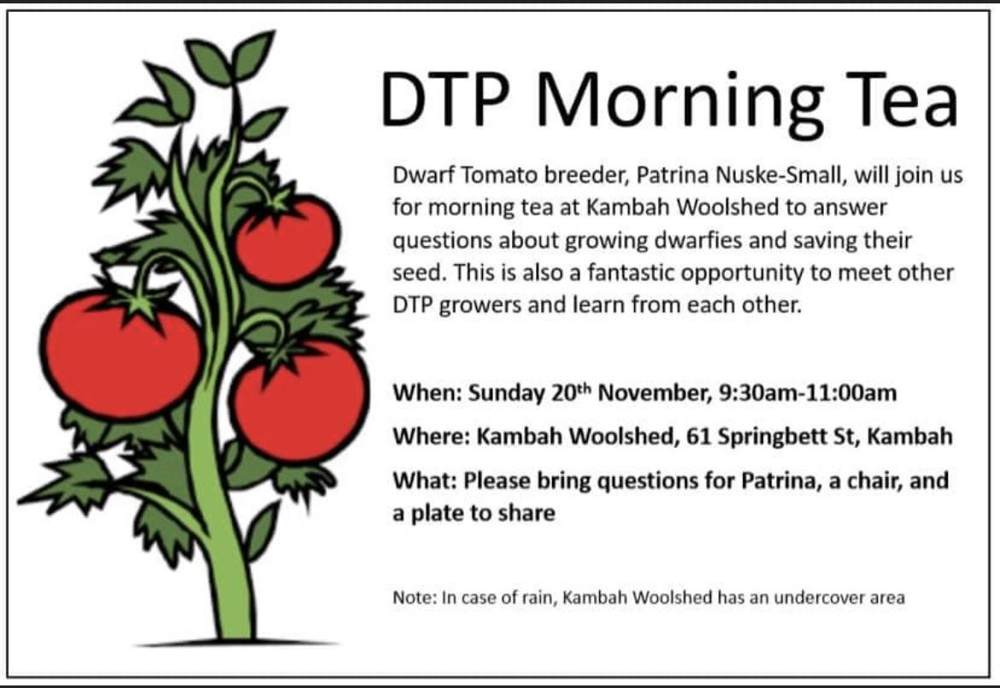 DTP Morning Tea
Dwarf Tomato breeder, Patrina Nuske-Small, will join us
for morning tea at Kambah Woolshed to answer
questions about growing dwarfies and saving their
seed. This is also a fantastic opportunity to meet other
DTP growers and learn from each other.
When: Sunday 20th November, 9:30am-11:00am
Where: Kambah Woolshed, 61 Springbett St, Kambah
What: Please bring questions for Patrina, a chair, and
a plate to share
Note: In case of rain, Kambah Woolshed has an undercover area